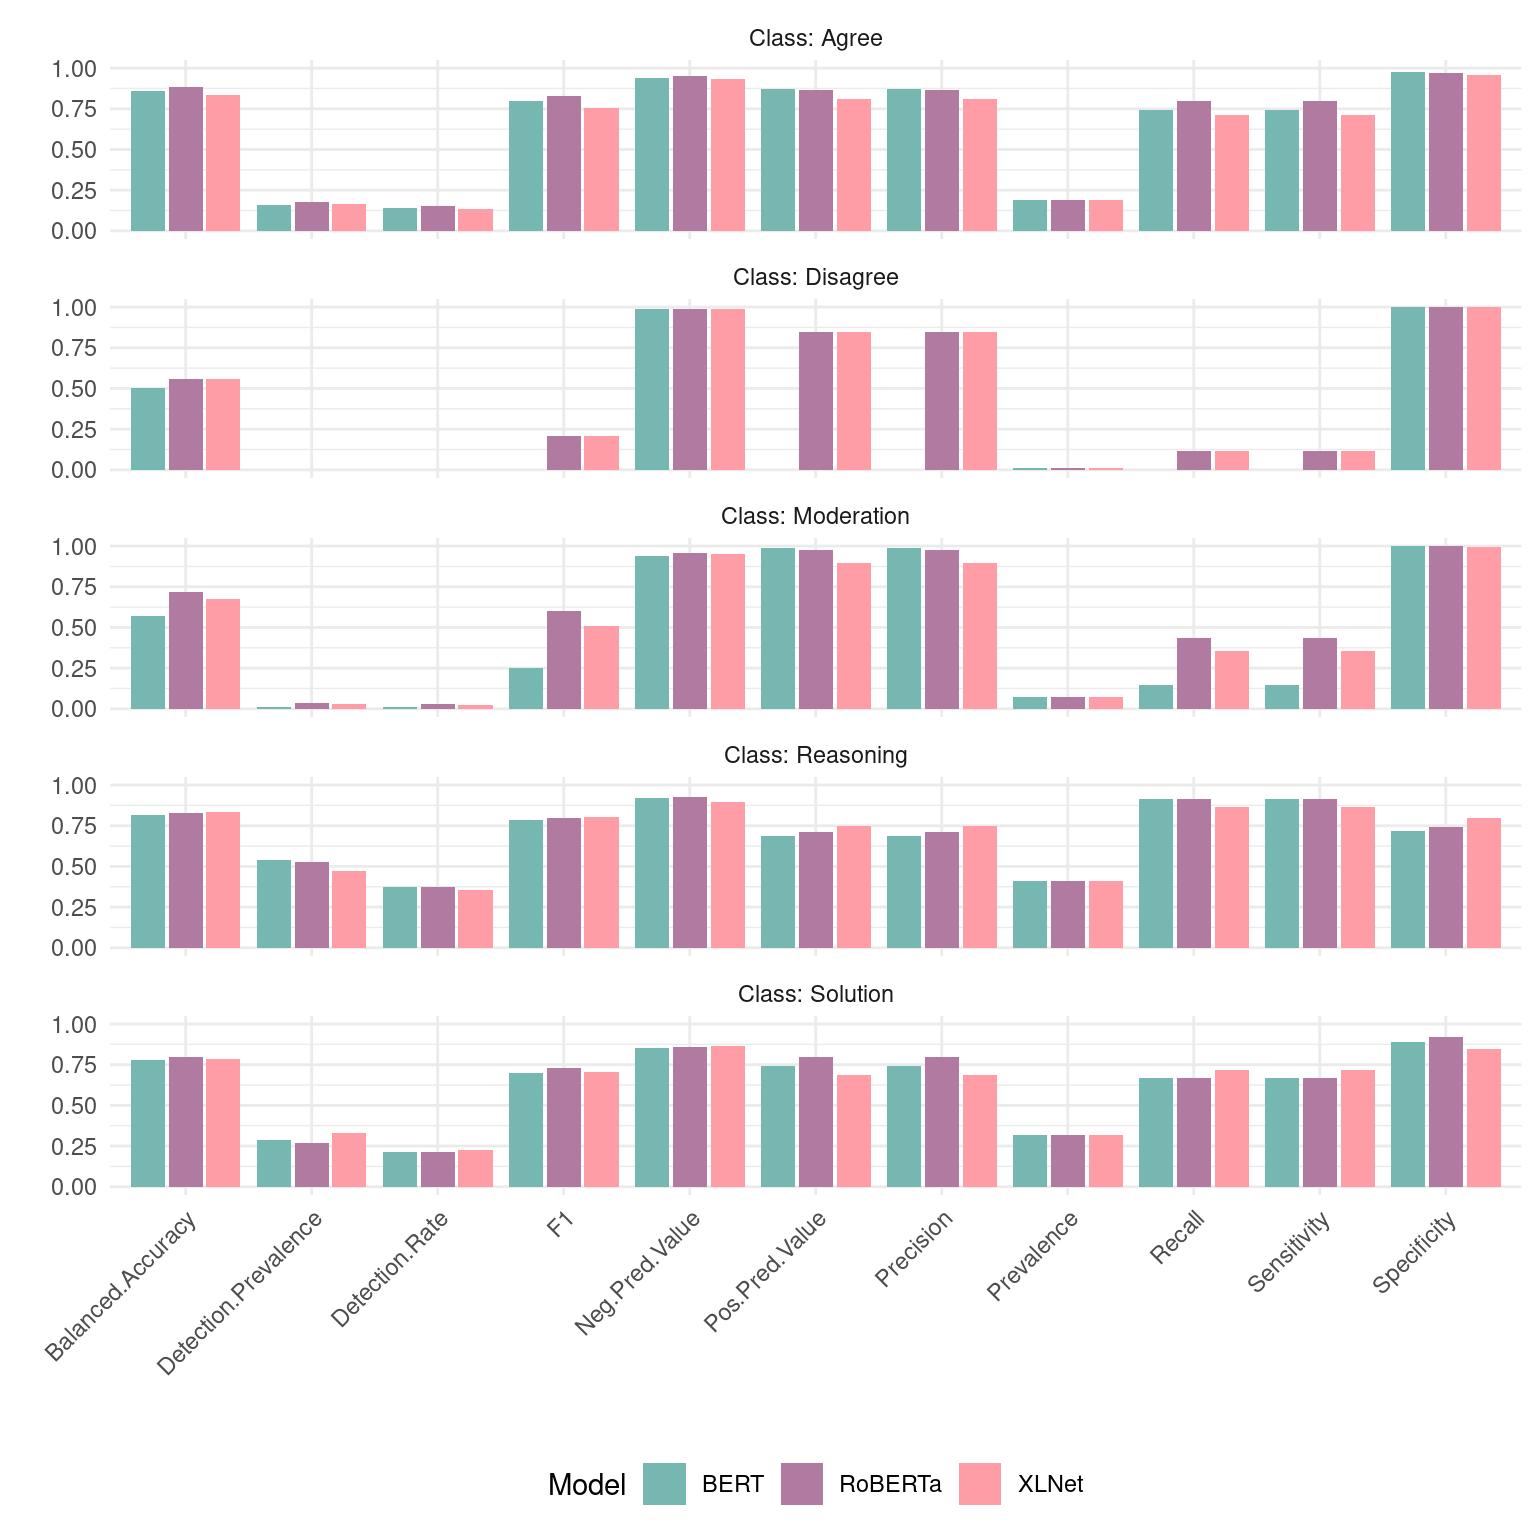 Class: Agree
1.00
0.75
0.50
0.25
0.00
Class: Disagree
1.00
0.75
0.50
0.25
0.00
Class: Moderation
1.00
0.75
0.50
0.25
0.00
Class: Reasoning
1.00
0.75
0.50
0.25
0.00
Class: Solution
1.00
0.75
0.50
0.25
0.00
Balanced.Accuracy
Detection.Prevalence
Detection.Rate
F1
Neg.Pred.Value
Pos.Pred.Value
Precision
Prevalence
Recall
Sensitivity
Specificity
Model BERT RoBERTa XLNet